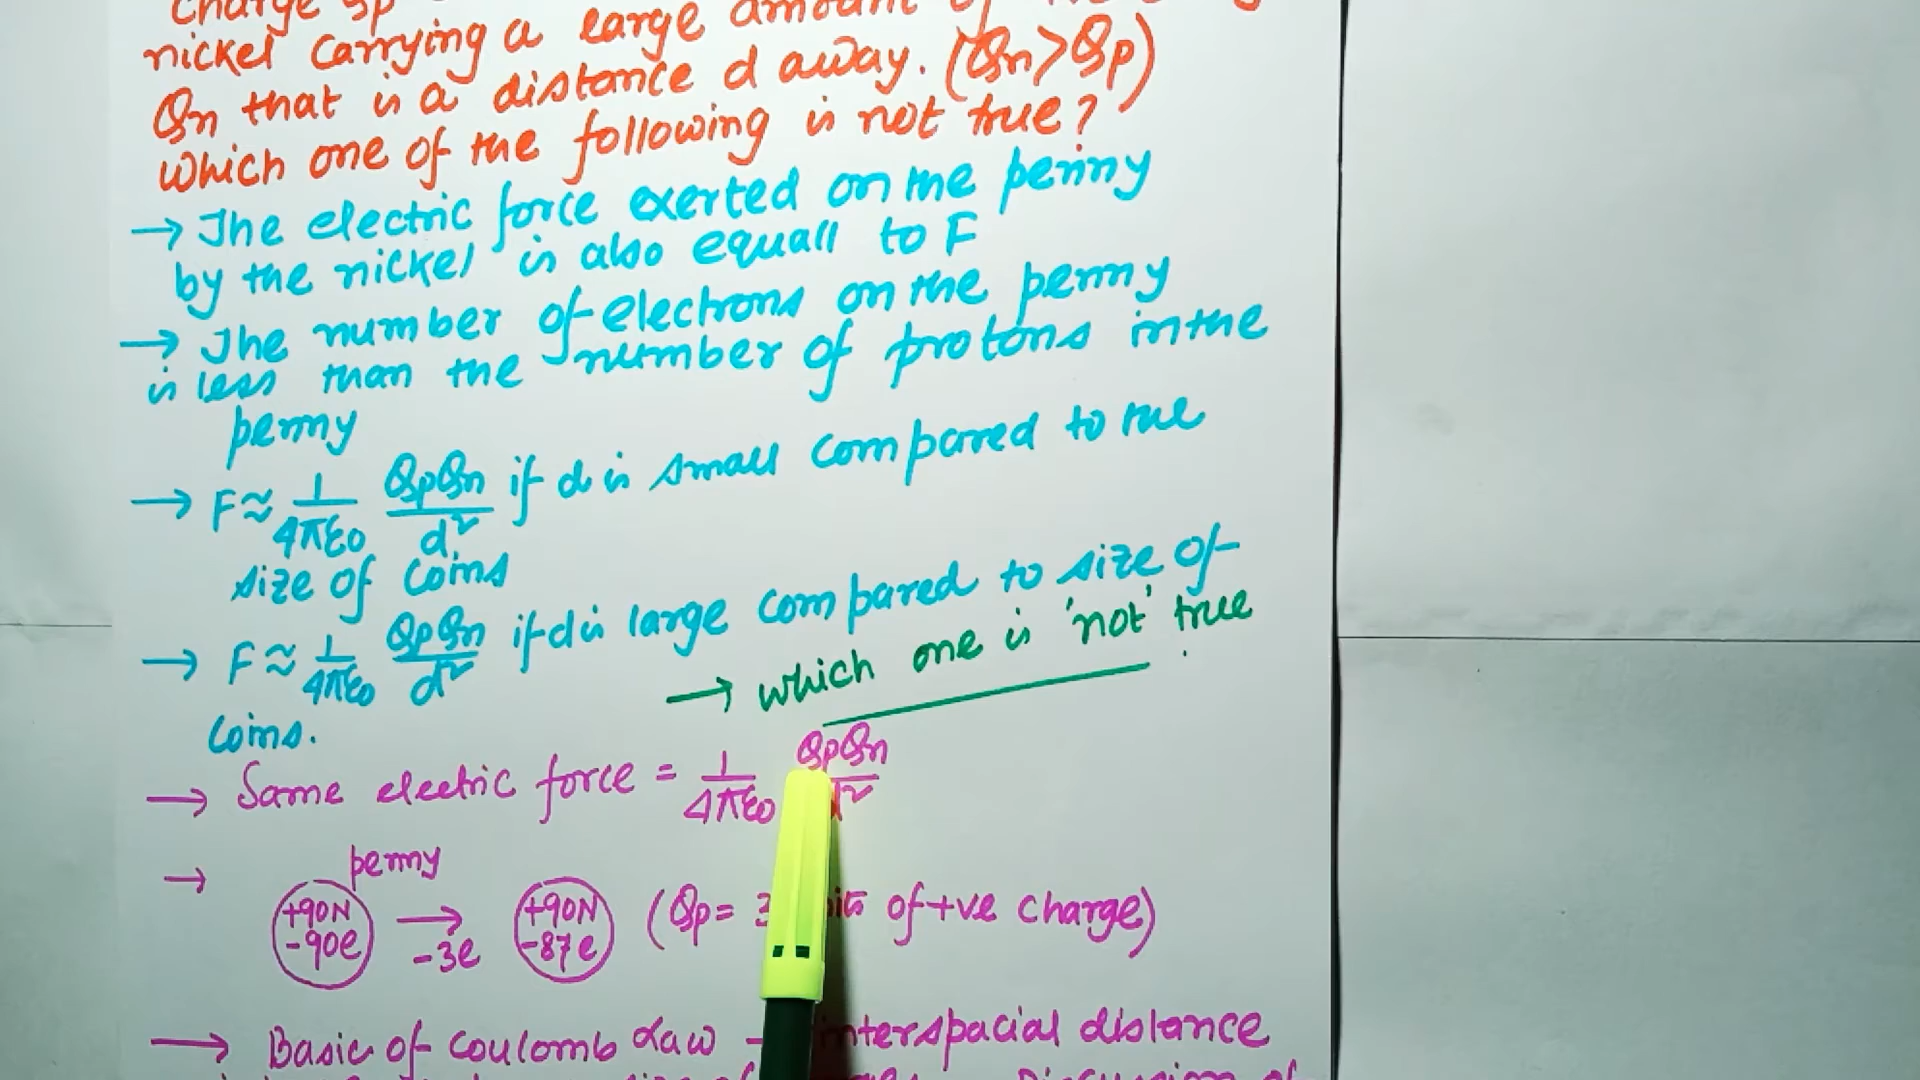 charge Qp
nickel carrying a large amount of
Qn that is a distance d away. (Qn>Qp)
Which one of the following is not true?
→ The electric force exerted on the penny
by the nickel is also equall to F
→ The number of electrons on the penny
is less than the number of protons in the
penny
→ F≈ 1/4πε0 QpQn/d² if d is small compared to the
size of coins
→ F≈ 1/4πε0 QpQn/d² if d is large compared to size of
coins.
→ which one is 'not' true
→ Same electric force = 1/4πε0 QpQn/d²
→ penny
+90N -90e → -3e +90N -87e (Qp= 3 of +ve charge)
→ Basic of coulomb law → interspacial distance